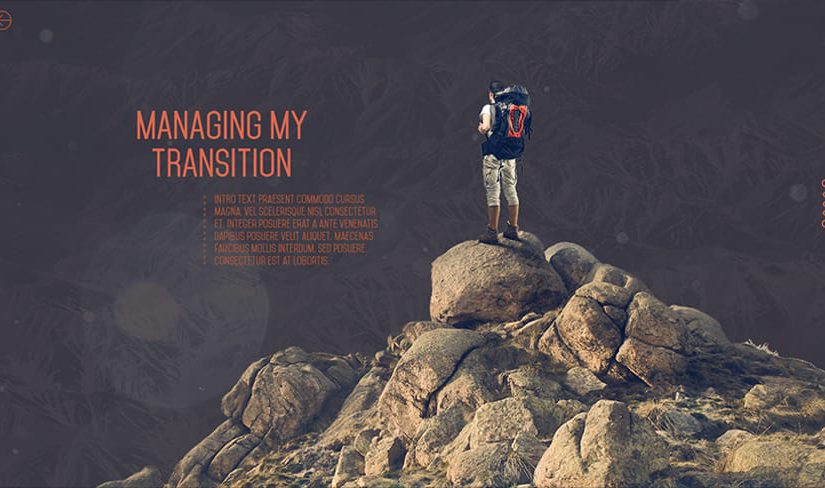 MANAGING MY
TRANSITION
INTRO TEXT PRAESENT COMMODO CURSUS
MAGNA, VEL SCELERISQUE NISL CONSECTETUR
ET. INTEGER POSUERE ERAT A ANTE VENENATIS
DAPIBUS POSUERE VELIT ALIQUET. MAECENAS
FAUCIBUS MOLLIS INTERDUM. SED POSUERE
CONSECTETUR EST AT LOBORTIS.